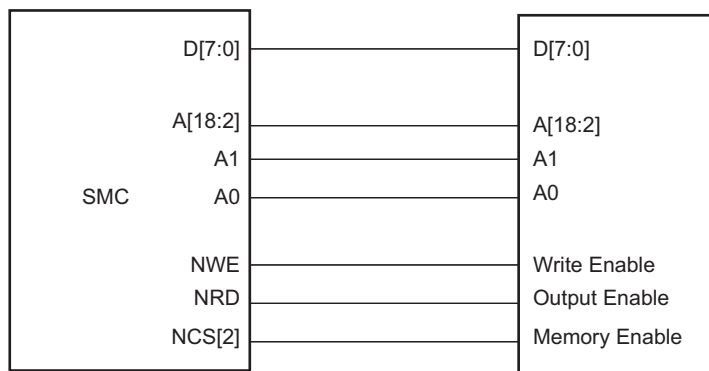 D[7:0] D[7:0]
A[18:2] A[18:2]
A1 A1
SMC A0 A0
NWE Write Enable
NRD Output Enable
NCS[2] Memory Enable